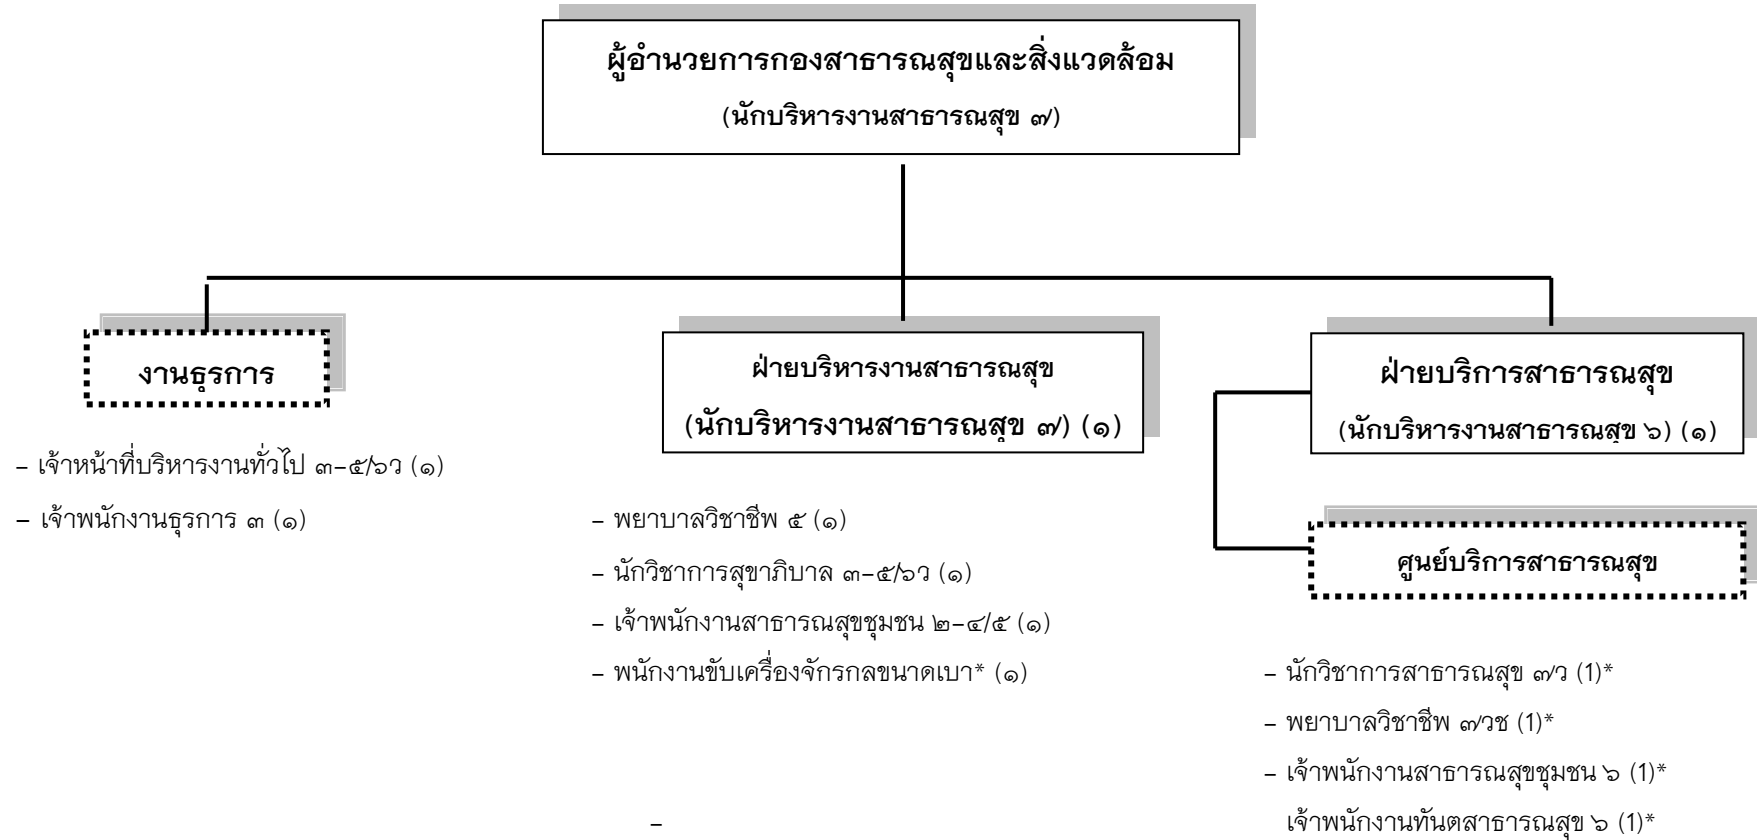 ผู้อำนวยการกองสาธารณสุขและสิ่งแวดล้อม
(นักบริหารงานสาธารณสุข ๗)
งานธุรการ
– เจ้าหน้าที่บริหารงานทั่วไป ๓–๕/๖ว (๑)
– เจ้าพนักงานธุรการ ๓ (๑)
ฝ่ายบริหารงานสาธารณสุข
(นักบริหารงานสาธารณสุข ๗) (๑)
– พยาบาลวิชาชีพ ๕ (๑)
– นักวิชาการสุขาภิบาล ๓–๕/๖ว (๑)
– เจ้าพนักงานสาธารณสุขชุมชน ๒–๔/๕ (๑)
– พนักงานขับเครื่องจักรกลขนาดเบา* (๑)
–
ฝ่ายบริการสาธารณสุข
(นักบริหารงานสาธารณสุข ๖) (๑)
ศูนย์บริการสาธารณสุข
– นักวิชาการสาธารณสุข ๗ว (1)*
– พยาบาลวิชาชีพ ๗วช (1)*
– เจ้าพนักงานสาธารณสุขชุมชน ๖ (1)*
เจ้าพนักงานทันตสาธารณสุข ๖ (1)*